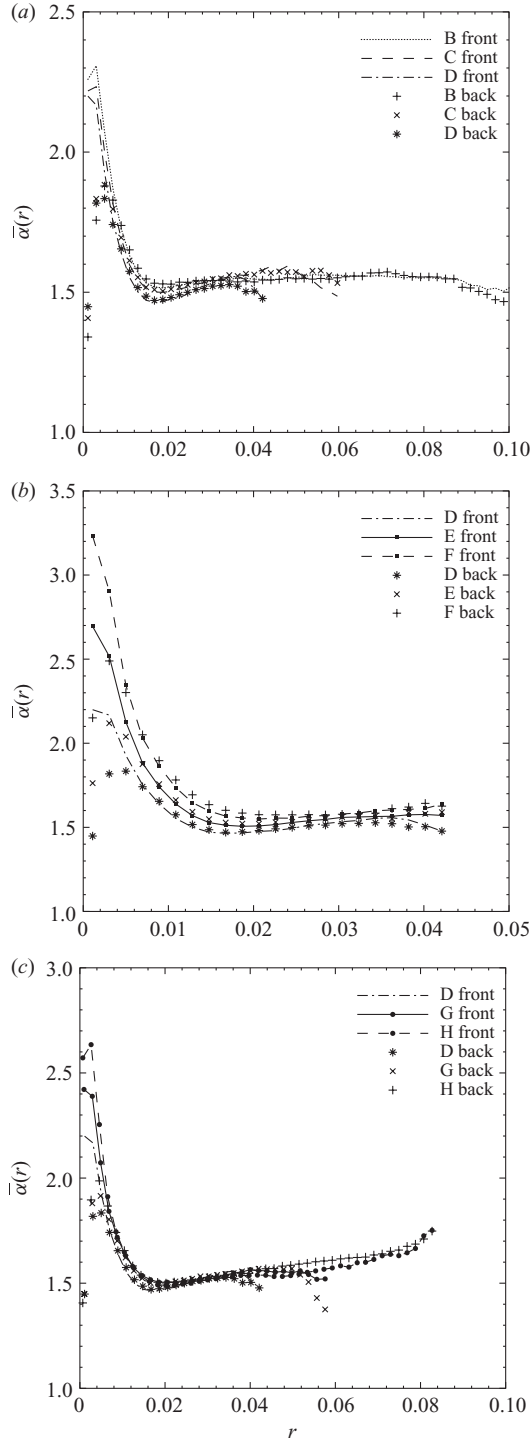 (a)
2.5
2.0
1.5
1.0
ᾱ(r)
B front
C front
D front
B back
C back
D back
0 0.02 0.04 0.06 0.08 0.10
(b)
3.5
3.0
2.5
2.0
1.5
1.0
ᾱ(r)
D front
E front
F front
D back
E back
F back
0 0.01 0.02 0.03 0.04 0.05
(c)
3.0
2.5
2.0
1.5
1.0
ᾱ(r)
D front
G front
H front
D back
G back
H back
0 0.02 0.04 0.06 0.08 0.10
r